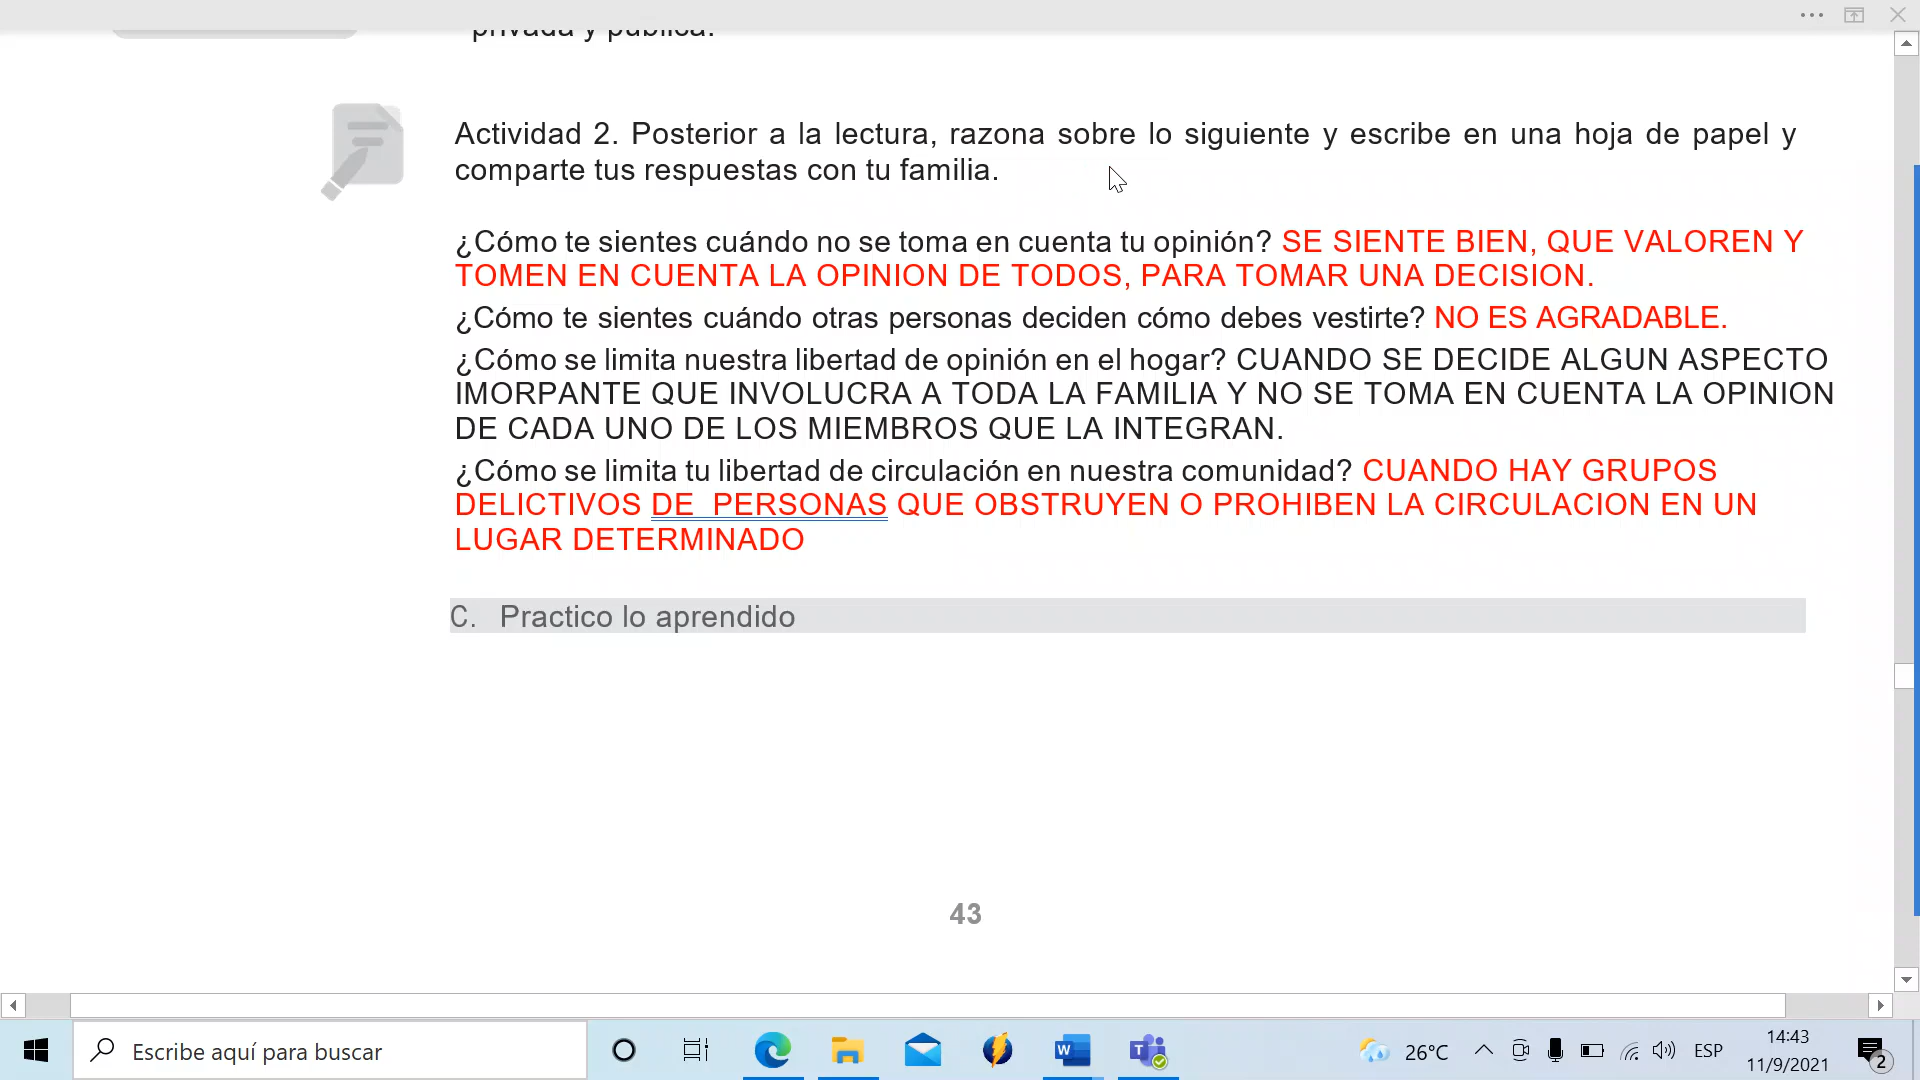 privada y pública.
Actividad 2. Posterior a la lectura, razona sobre lo siguiente y escribe en una hoja de papel y
comparte tus respuestas con tu familia.
¿Cómo te sientes cuándo no se toma en cuenta tu opinión? SE SIENTE BIEN, QUE VALOREN Y
TOMEN EN CUENTA LA OPINION DE TODOS, PARA TOMAR UNA DECISION.
¿Cómo te sientes cuándo otras personas deciden cómo debes vestirte? NO ES AGRADABLE.
¿Cómo se limita nuestra libertad de opinión en el hogar? CUANDO SE DECIDE ALGUN ASPECTO
IMORPANTE QUE INVOLUCRA A TODA LA FAMILIA Y NO SE TOMA EN CUENTA LA OPINION
DE CADA UNO DE LOS MIEMBROS QUE LA INTEGRAN.
¿Cómo se limita tu libertad de circulación en nuestra comunidad? CUANDO HAY GRUPOS
DELICTIVOS DE  PERSONAS QUE OBSTRUYEN O PROHIBEN LA CIRCULACION EN UN
LUGAR DETERMINADO
C. Practico lo aprendido
43
Escribe aquí para buscar
26°C
ESP
14:43
11/9/2021
2